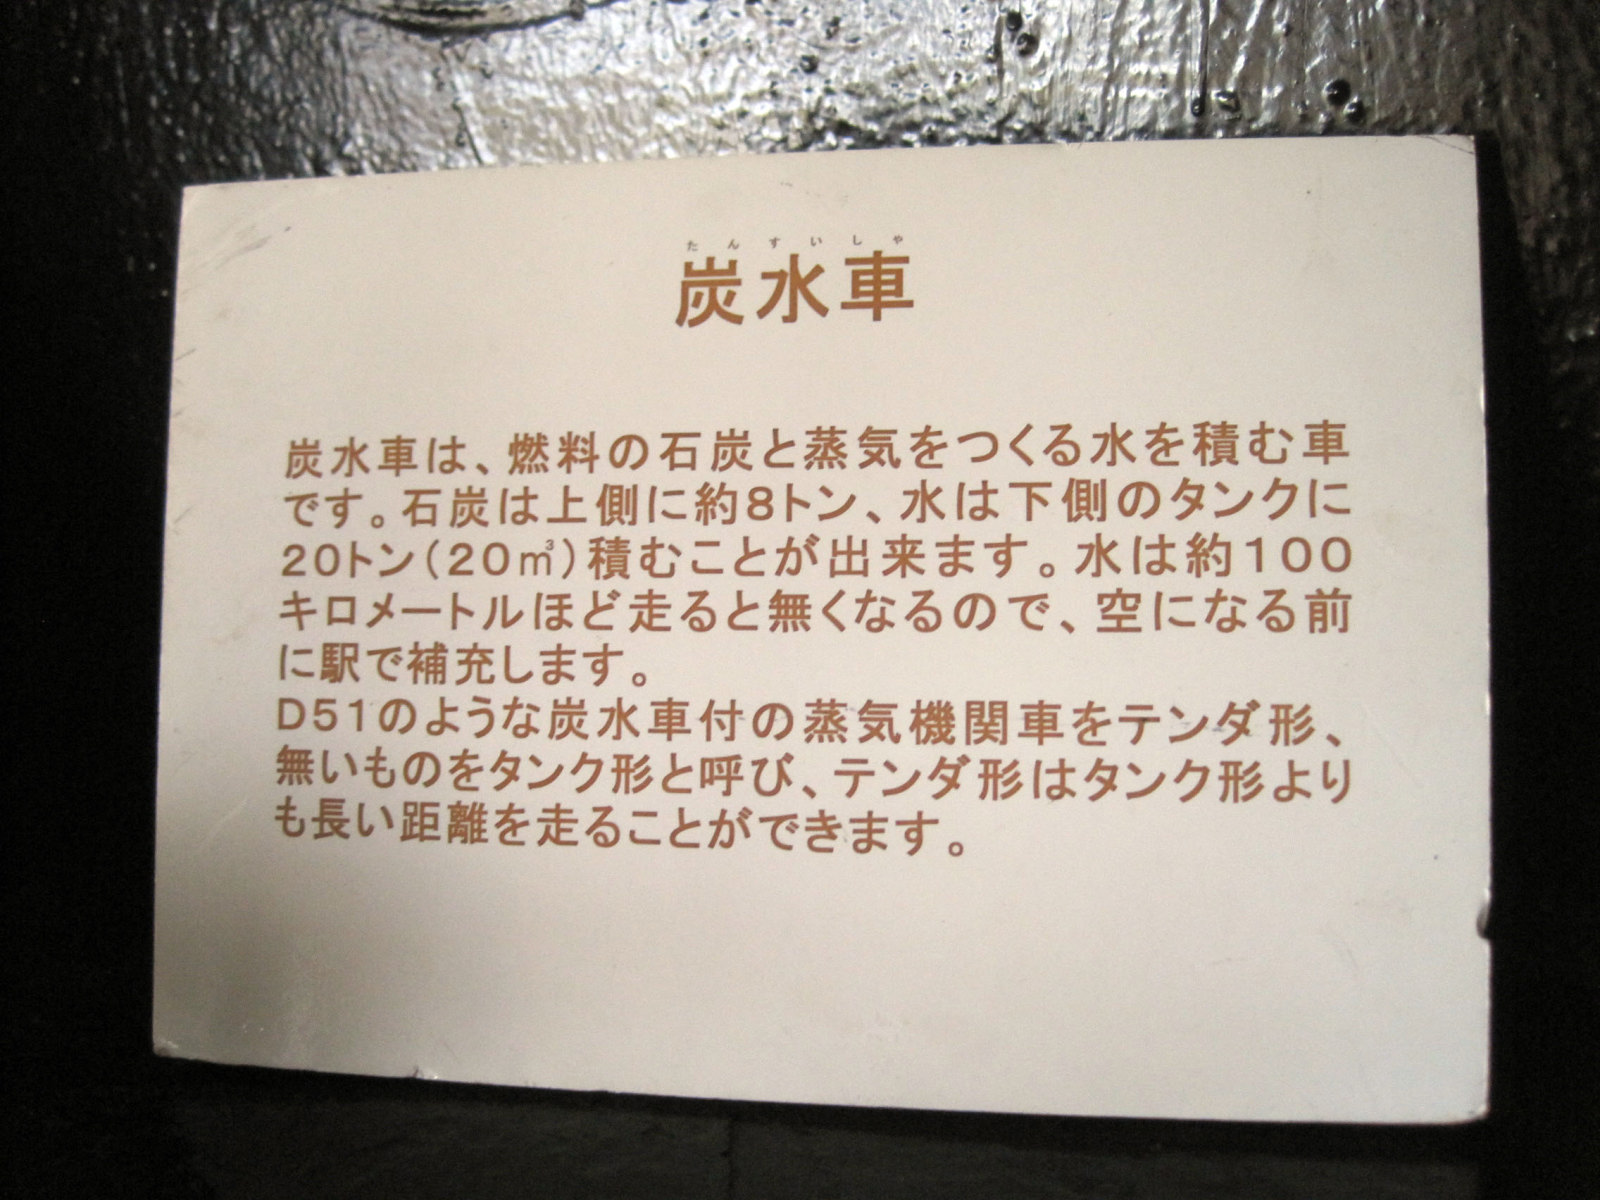 たんすいしゃ
炭水車
炭水車は、燃料の石炭と蒸気をつくる水を積む車
です。石炭は上側に約8トン、水は下側のタンクに
20トン(20㎥)積むことが出来ます。水は約100
キロメートルほど走ると無くなるので、空になる前
に駅で補充します。
D51のような炭水車付の蒸気機関車をテンダ形、
無いものをタンク形と呼び、テンダ形はタンク形より
も長い距離を走ることができます。